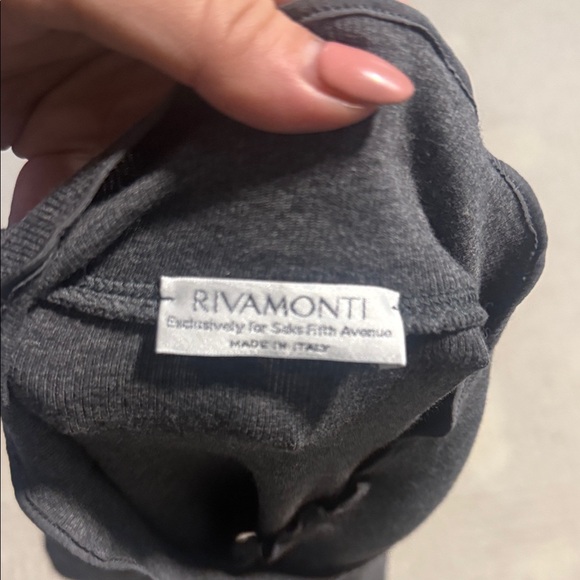 RIVAMONTI
Exclusively for Saks Fifth Avenue
MADE IN ITALY